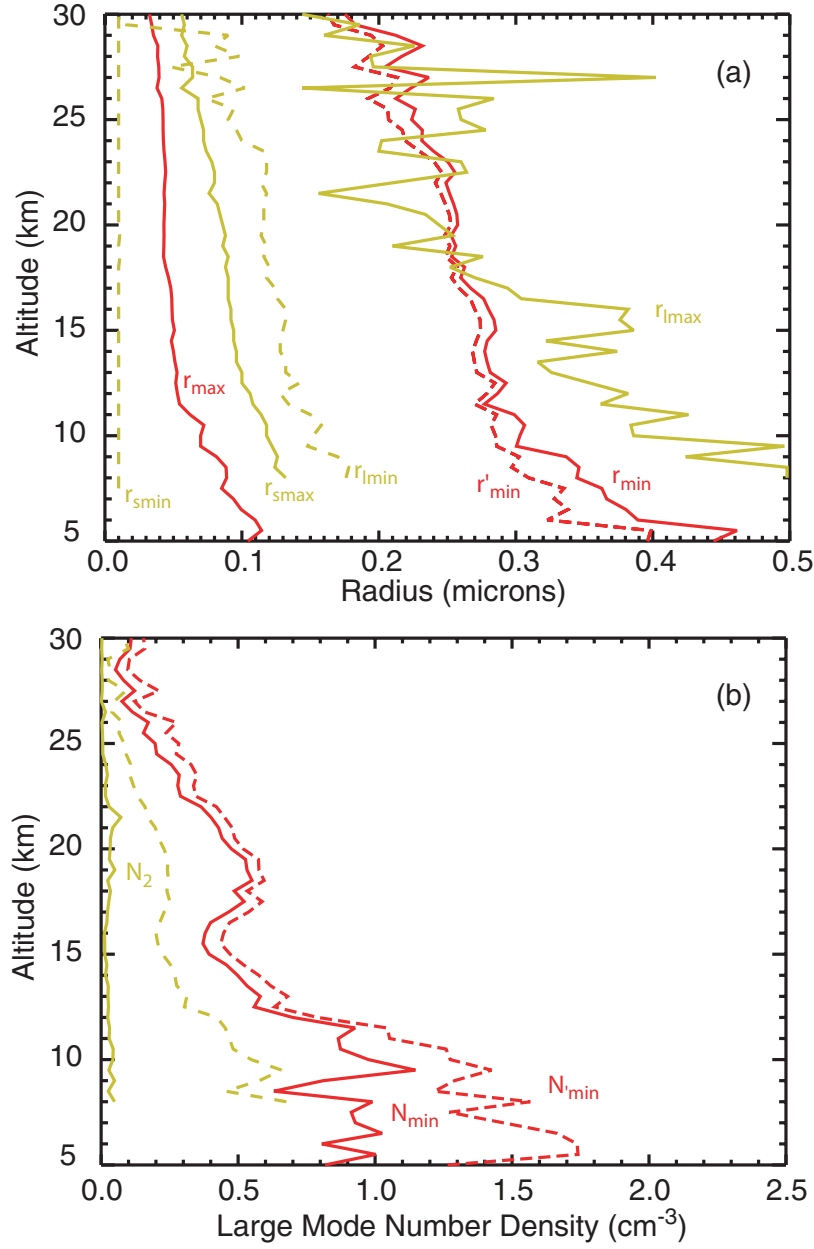 30
(a)
25
Altitude (km)
20
15
r_lmax
r_max
10
r_smin
r_smax
r_lmin
r'_min
r_min
5
0.0 0.1 0.2 0.3 0.4 0.5
Radius (microns)
30
(b)
25
Altitude (km)
20
N_2
15
10
N'_min
N_min
5
0.0 0.5 1.0 1.5 2.0 2.5
Large Mode Number Density (cm⁻³)